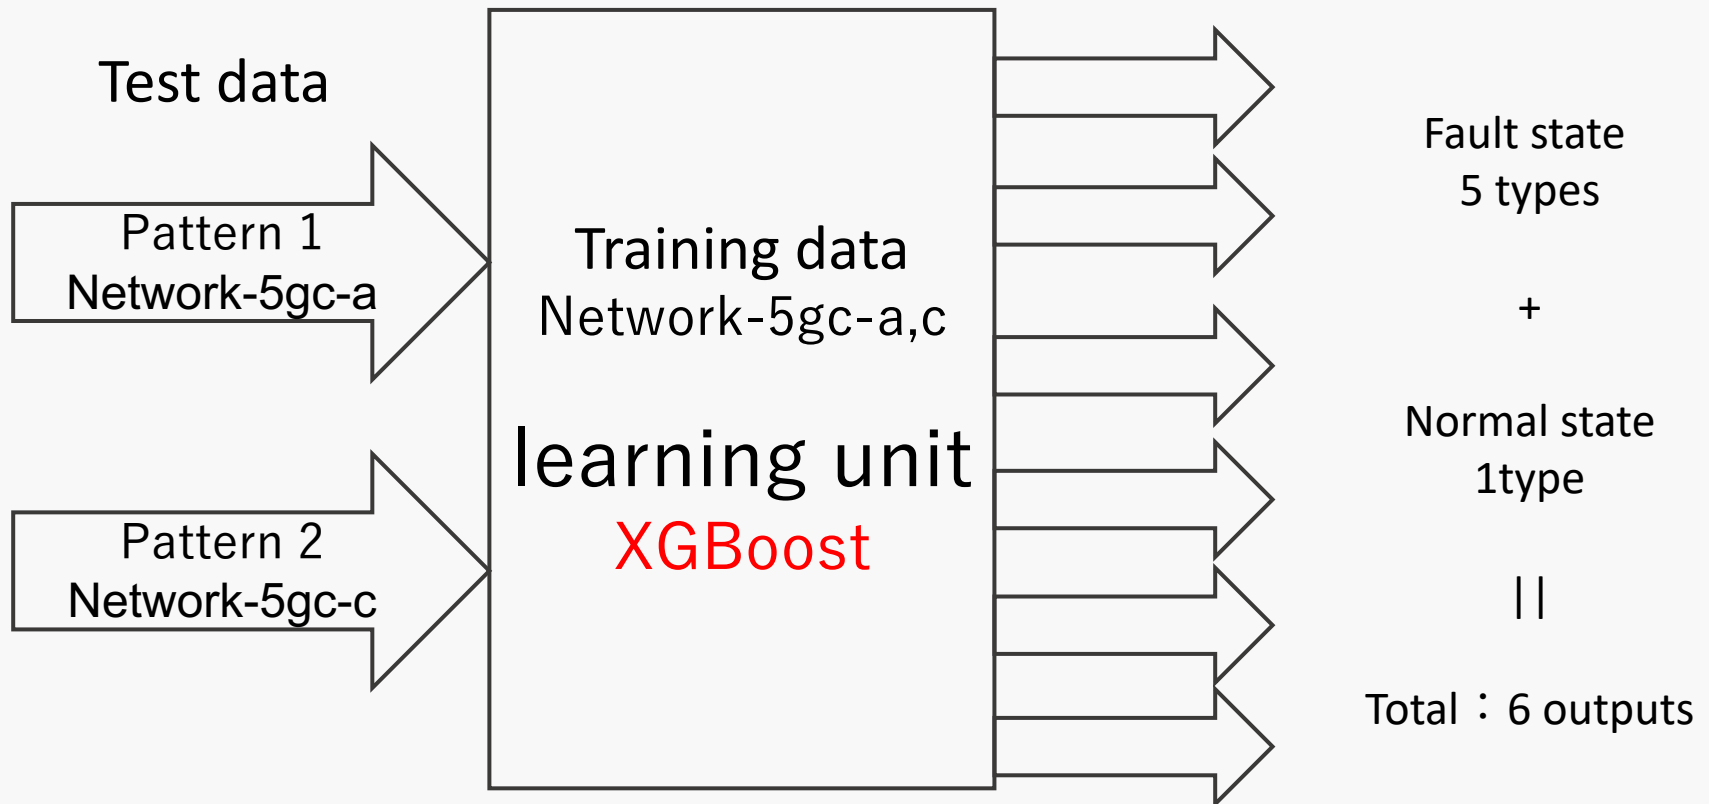 Test data
Pattern 1
Network-5gc-a
Pattern 2
Network-5gc-c
Training data
Network-5gc-a,c
learning unit
XGBoost
Fault state
5 types
+
Normal state
1type
||
Total：6 outputs